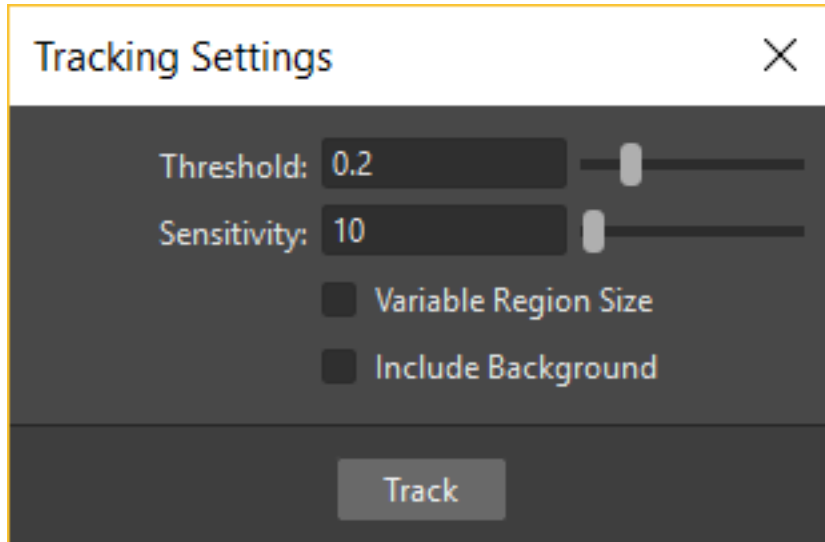 Tracking Settings
Threshold: 0.2
Sensitivity: 10
Variable Region Size
Include Background
Track